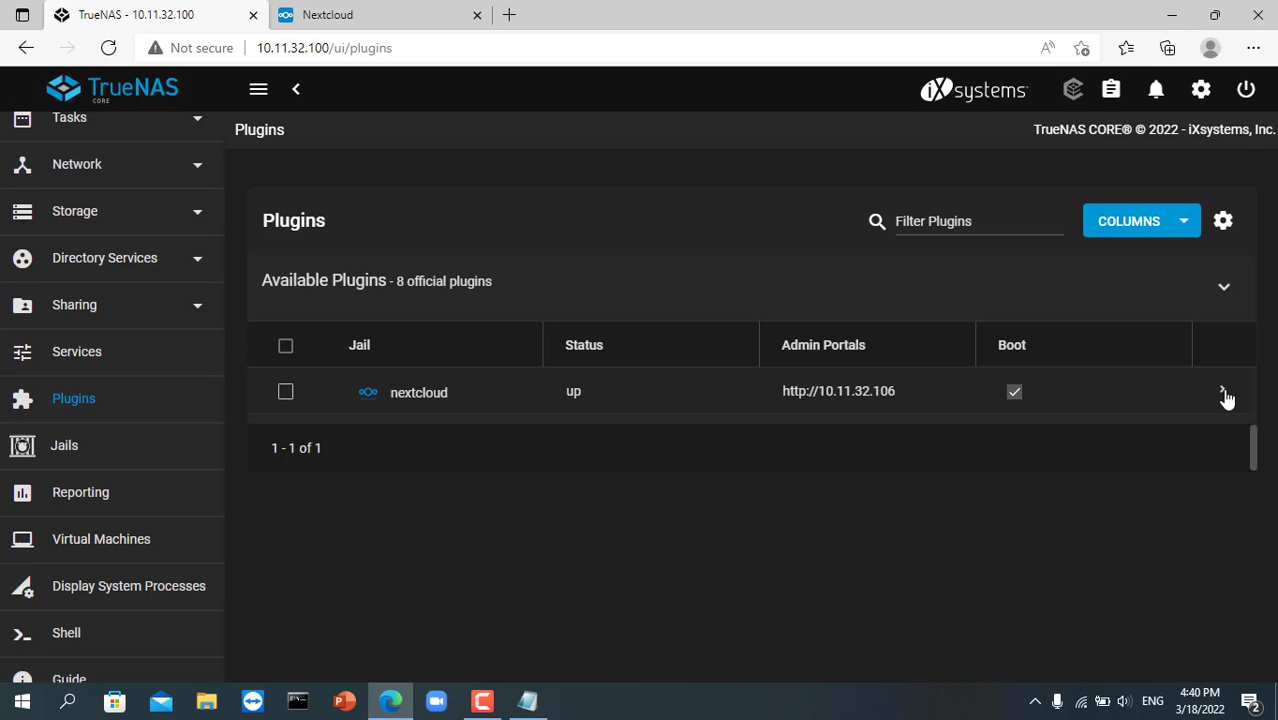 TrueNAS - 10.11.32.100
Nextcloud
Not secure
10.11.32.100/ui/plugins
TrueNAS
CORE
iXsystems
Tasks
Plugins
TrueNAS CORE® © 2022 - iXsystems, Inc.
Network
Storage
Directory Services
Sharing
Services
Plugins
Jails
Reporting
Virtual Machines
Display System Processes
Shell
Guide
Plugins
Filter Plugins
COLUMNS
Available Plugins - 8 official plugins
Jail Status Admin Portals Boot
nextcloud up http://10.11.32.106
1 - 1 of 1
ENG
4:40 PM
3/18/2022
2